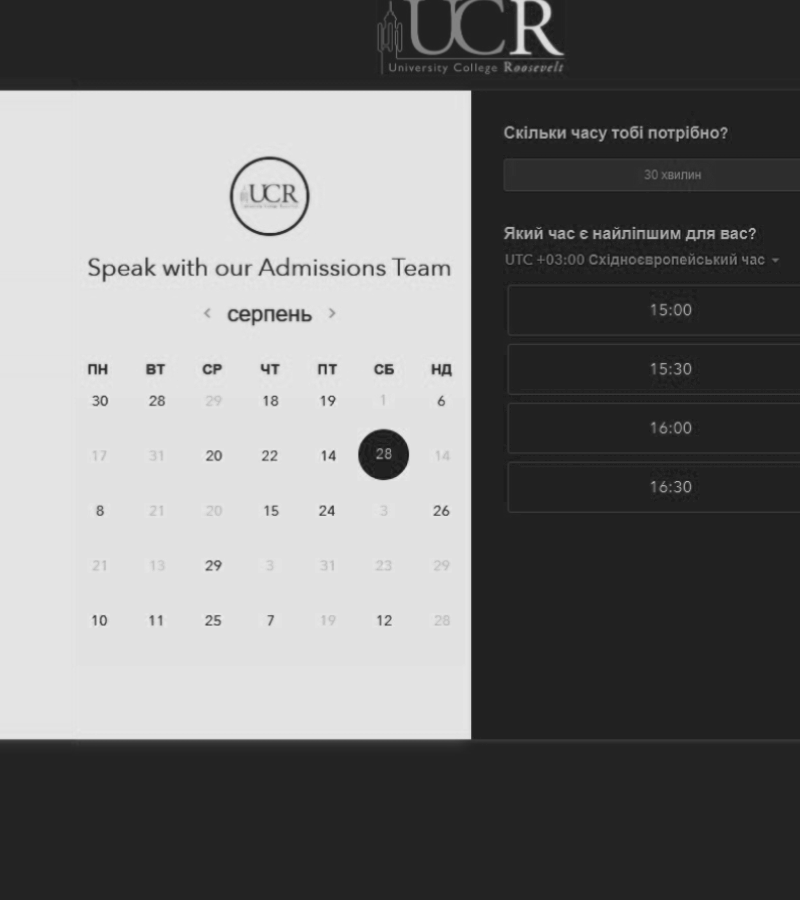 UCR
University College Roosevelt
UCR
Speak with our Admissions Team
‹ серпень ›
ПН ВТ СР ЧТ ПТ СБ НД
30 28 29 18 19 1 6
17 31 20 22 14 28 14
8 21 20 15 24 3 26
21 13 29 3 31 23 29
10 11 25 7 19 12 28
Скільки часу тобі потрібно?
30 хвилин
Який час є найліпшим для вас?
UTC +03:00 Східноєвропейський час
15:00
15:30
16:00
16:30